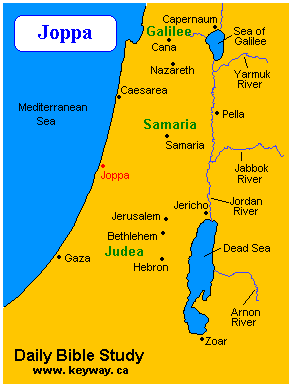 Joppa
Capernaum
Galilee
Sea of
Galilee
Cana
Nazareth
Yarmuk
River
Caesarea
Mediterranean
Sea
Pella
Samaria
Samaria
Jabbok
River
Joppa
Jericho
Jordan
River
Jerusalem
Bethlehem
Judea
Dead Sea
Gaza
Hebron
Arnon
River
Zoar
Daily Bible Study
www.keyway.ca